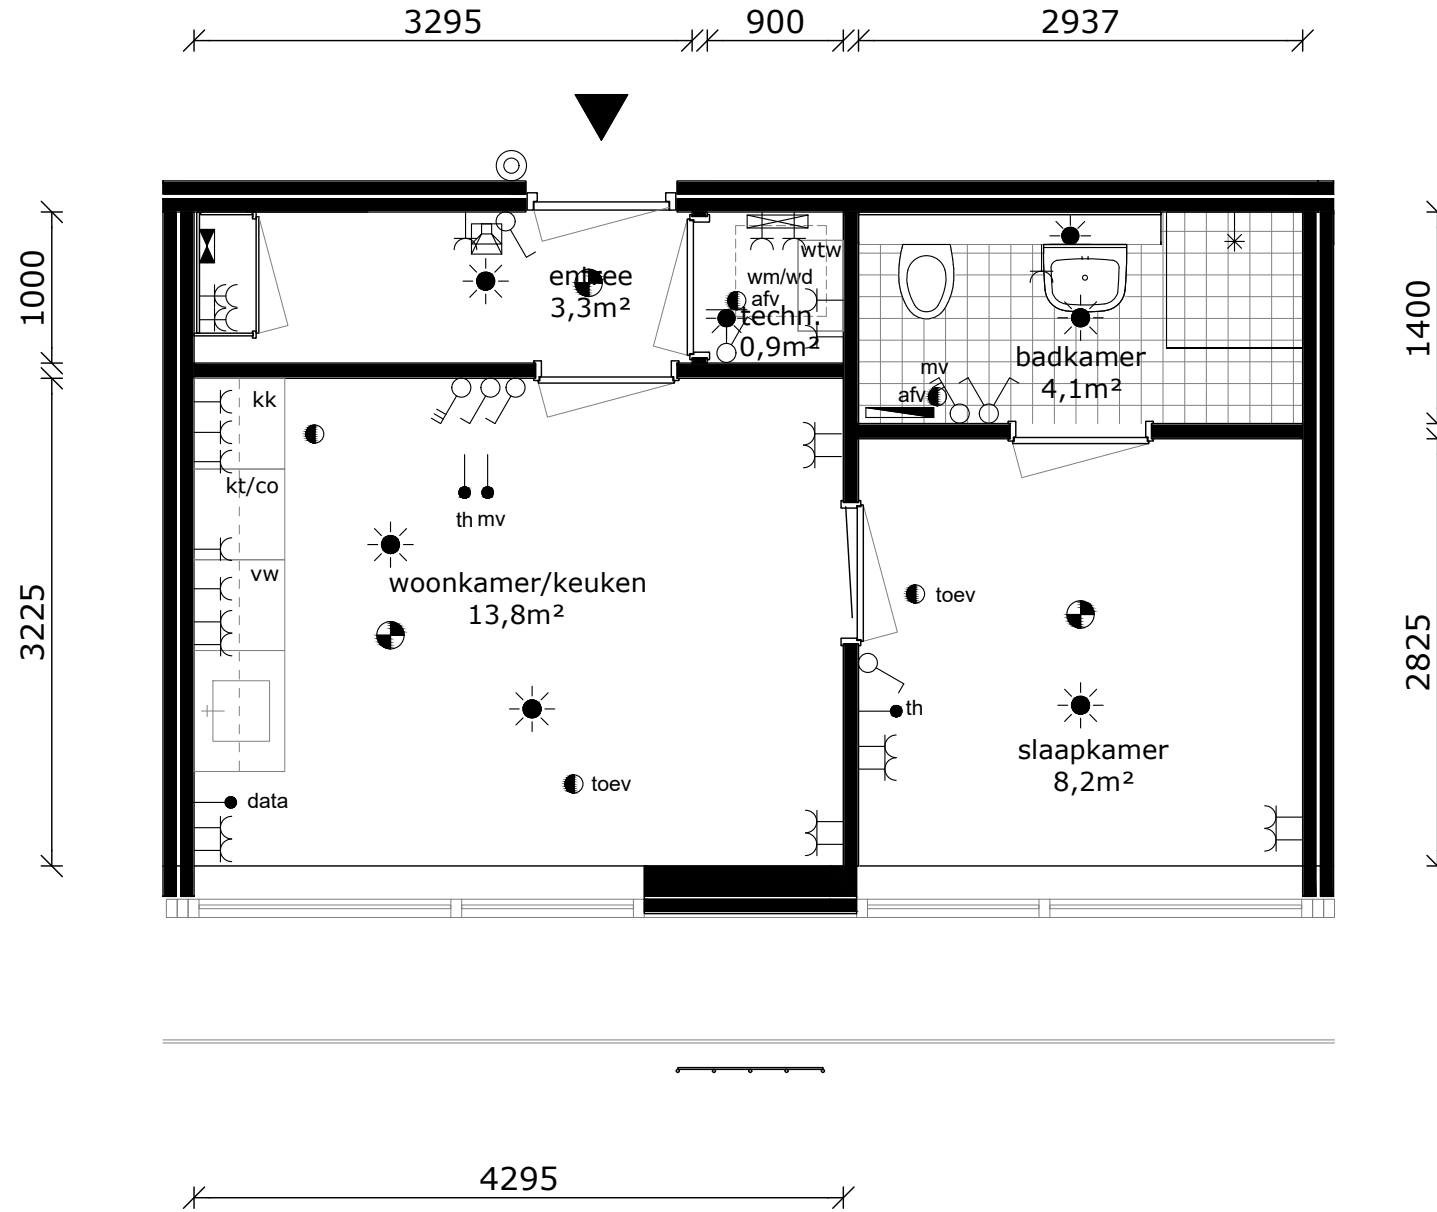 3295
900
2937
1000
1400
3225
2825
4295
entree
3,3m²
wtw
wm/wd
afv
techn.
0,9m²
badkamer
4,1m²
mv
afv
kk
kt/co
vw
th mv
woonkamer/keuken
13,8m²
toev
data
toev
th
slaapkamer
8,2m²